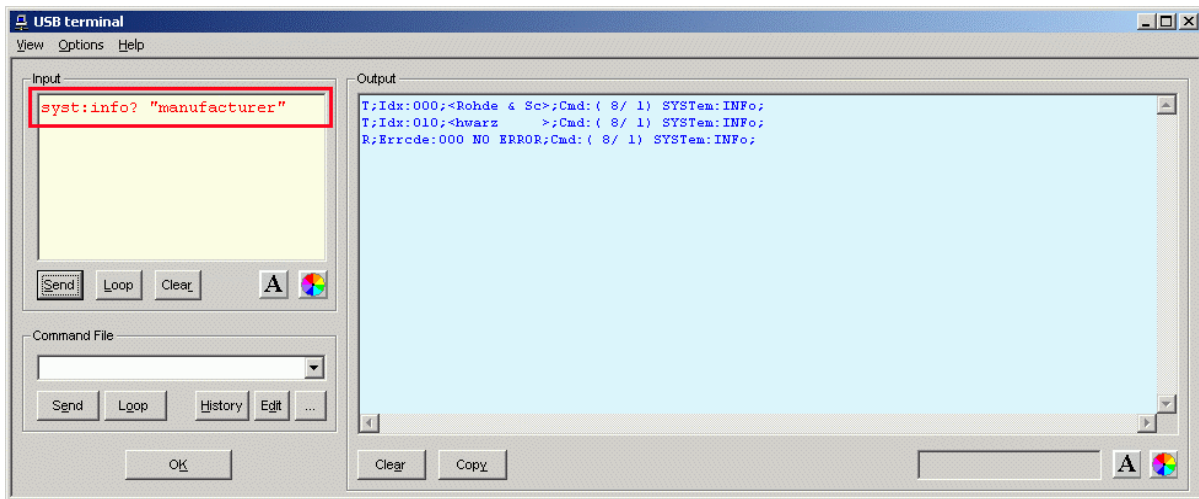 USB terminal
View Options Help
Input
syst:info? "manufacturer"
Send Loop Clear A
Command File
Send Loop History Edit ...
OK
Output
T;Idx:000;<Rohde & Sc>;Cmd:( 8/ 1) SYSTem:INFo;
T;Idx:010;<hwarz     >;Cmd:( 8/ 1) SYSTem:INFo;
R;Errcde:000 NO ERROR;Cmd:( 8/ 1) SYSTem:INFo;
Clear Copy A